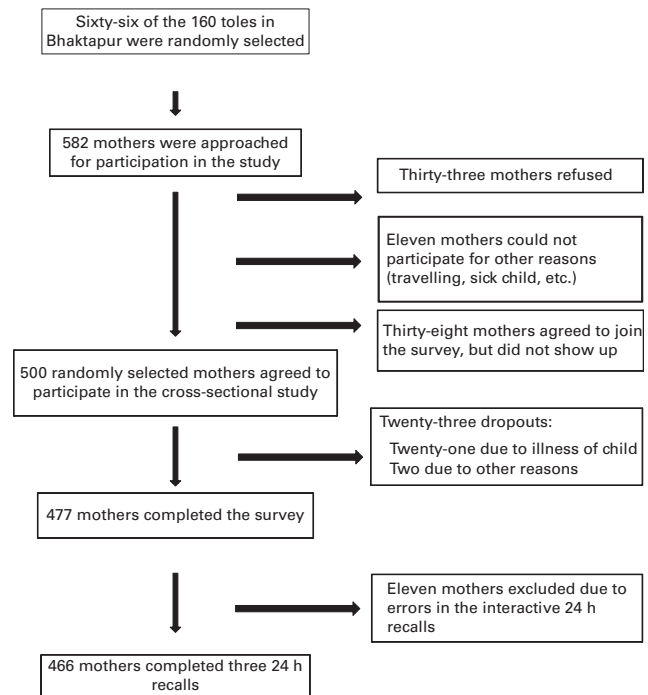 Sixty-six of the 160 toles in
Bhaktapur were randomly selected
582 mothers were approached
for participation in the study
Thirty-three mothers refused
Eleven mothers could not
participate for other reasons
(travelling, sick child, etc.)
Thirty-eight mothers agreed to join
the survey, but did not show up
500 randomly selected mothers agreed to
participate in the cross-sectional study
Twenty-three dropouts:
Twenty-one due to illness of child
Two due to other reasons
477 mothers completed the survey
Eleven mothers excluded due to
errors in the interactive 24 h
recalls
466 mothers completed three 24 h
recalls